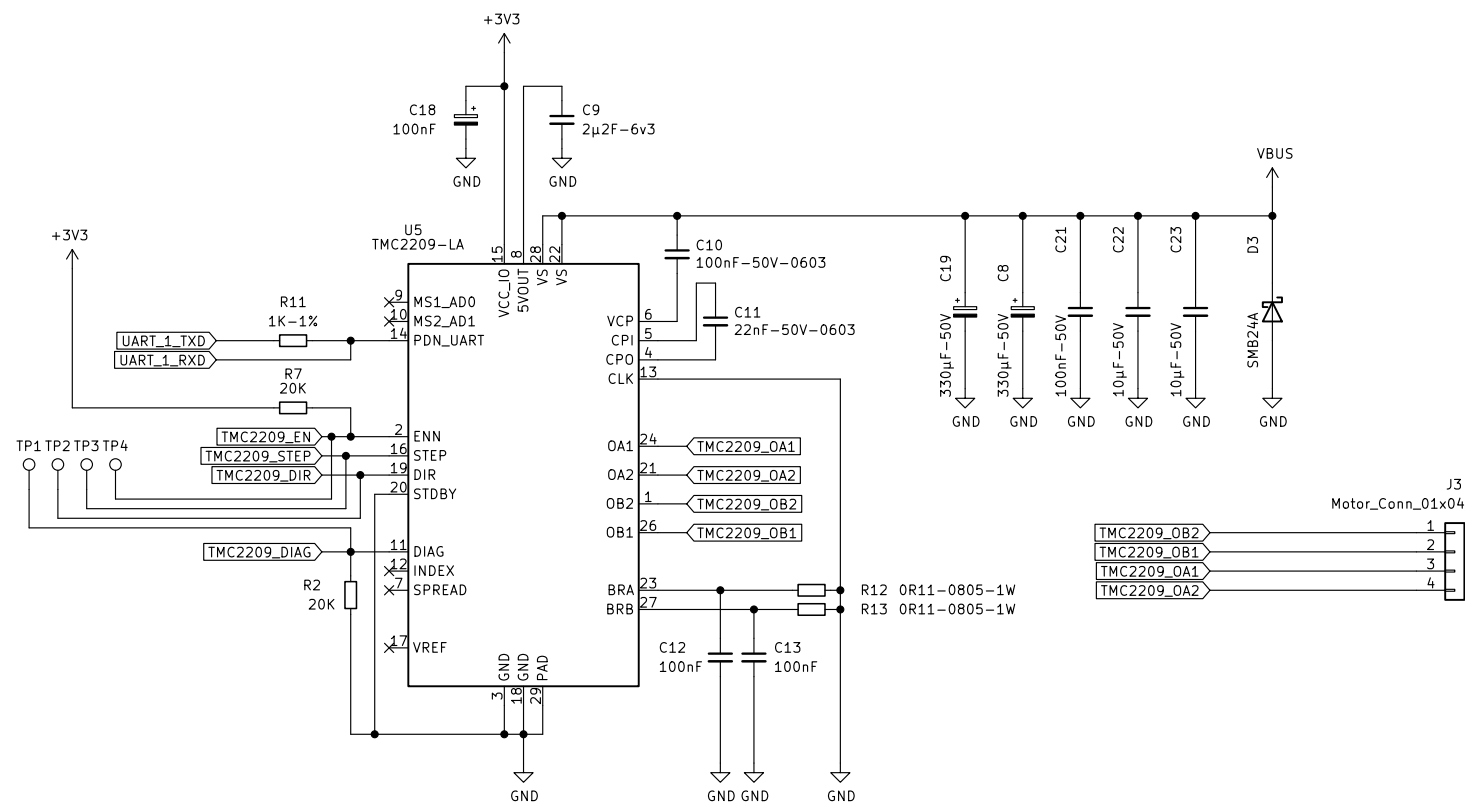 +3V3
C18
100nF
+
GND
C9
2µ2F-6v3
GND
VBUS
+3V3
U5
TMC2209-LA
15
8
28
22
VCC_IO
5VOUT
VS
VS
C10
100nF-50V-0603
C11
22nF-50V-0603
C19
330µF-50V
+
GND
C8
330µF-50V
+
GND
C21
100nF-50V
GND
C22
10µF-50V
GND
C23
10µF-50V
GND
D3
SMB24A
GND
R11
1K-1%
UART_1_TXD
UART_1_RXD
R7
20K
9 MS1_AD0
10 MS2_AD1
14 PDN_UART
VCP 6
CPI 5
CPO 4
CLK 13
TP1 TP2 TP3 TP4
TMC2209_EN
TMC2209_STEP
TMC2209_DIR
2 ENN
16 STEP
19 DIR
20 STDBY
OA1 24 TMC2209_OA1
OA2 21 TMC2209_OA2
OB2 1 TMC2209_OB2
OB1 26 TMC2209_OB1
TMC2209_DIAG
11 DIAG
12 INDEX
7 SPREAD
17 VREF
R2
20K
BRA 23
BRB 27
R12 0R11-0805-1W
R13 0R11-0805-1W
C12
100nF
C13
100nF
GND
GND
PAD
3
18
29
GND
GND
GND
GND
J3
Motor_Conn_01x04
TMC2209_OB2 1
TMC2209_OB1 2
TMC2209_OA1 3
TMC2209_OA2 4